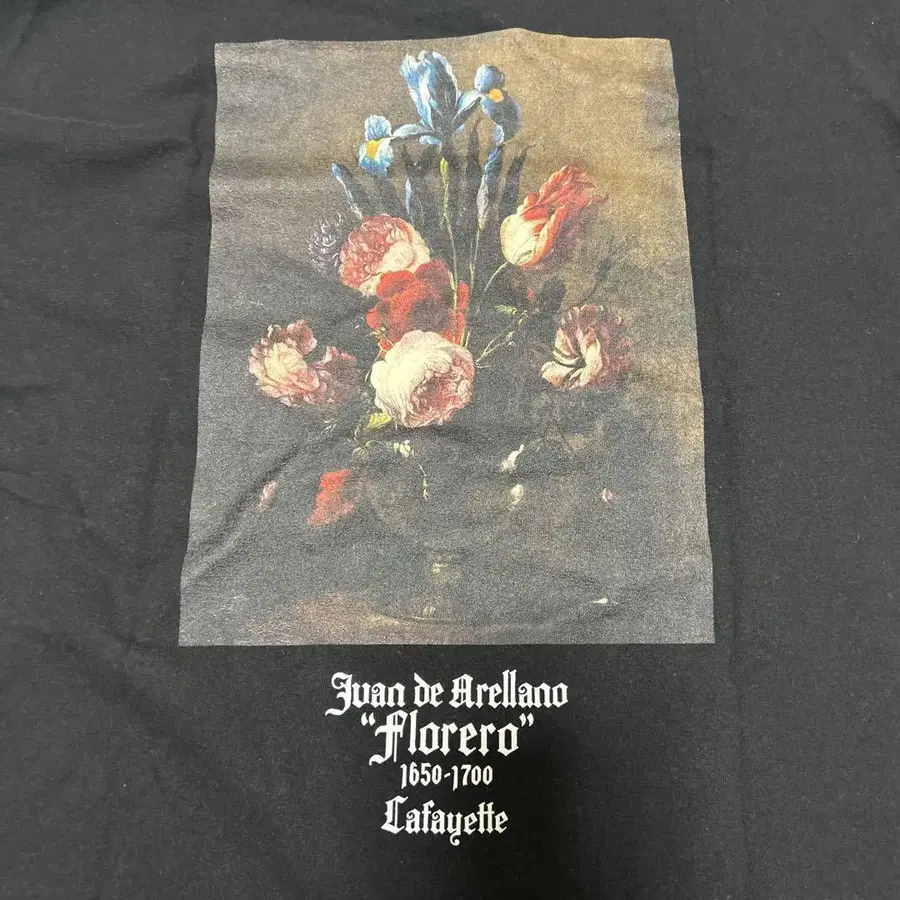 Juan de Arellano
"Florero"
1650-1700
Lafayette